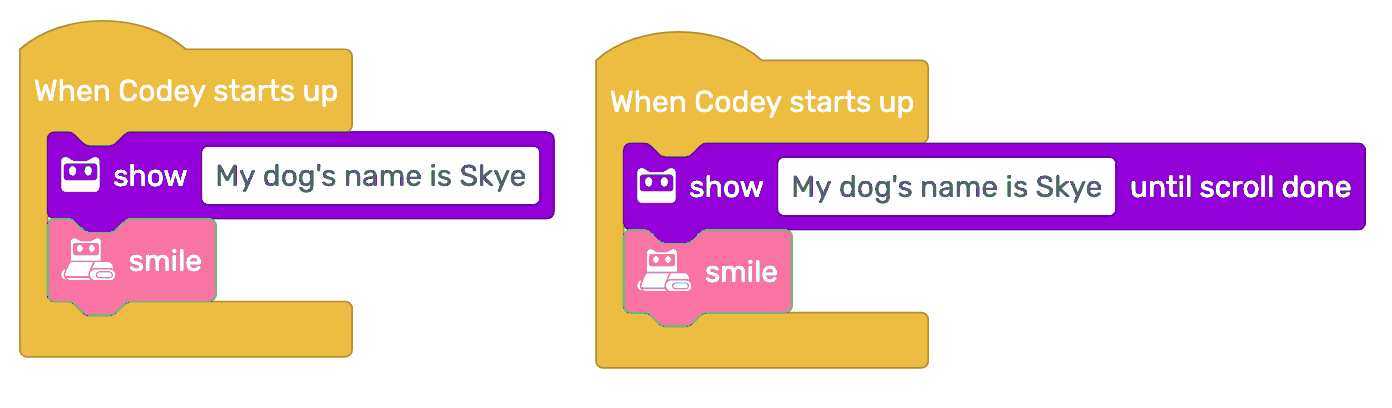 When Codey starts up
show My dog's name is Skye
smile
When Codey starts up
show My dog's name is Skye until scroll done
smile